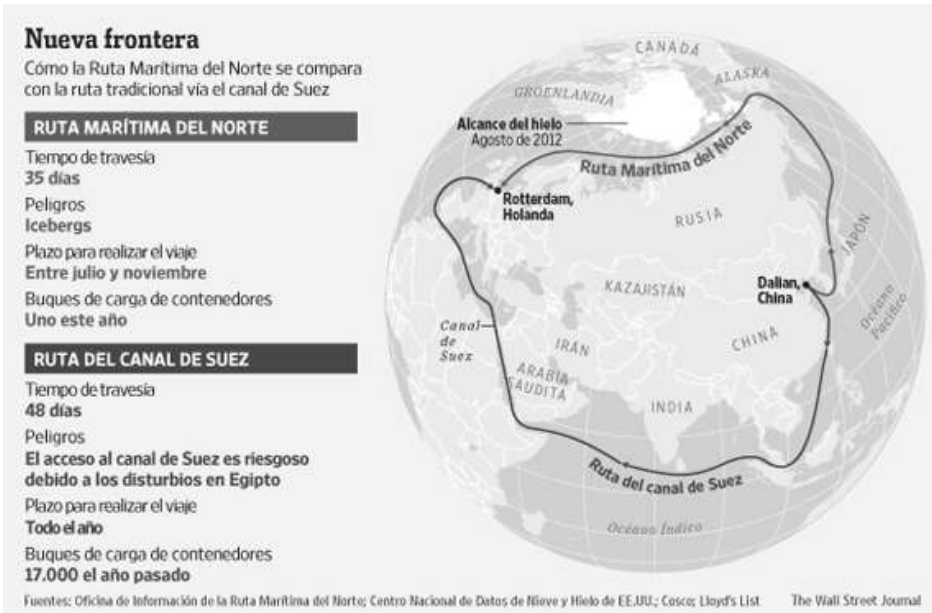 Nueva frontera
Cómo la Ruta Marítima del Norte se compara
con la ruta tradicional vía el canal de Suez
RUTA MARÍTIMA DEL NORTE
Tiempo de travesía
35 días
Peligros
Icebergs
Plazo para realizar el viaje
Entre julio y noviembre
Buques de carga de contenedores
Uno este año
RUTA DEL CANAL DE SUEZ
Tiempo de travesía
48 días
Peligros
El acceso al canal de Suez es riesgoso
debido a los disturbios en Egipto
Plazo para realizar el viaje
Todo el año
Buques de carga de contenedores
17.000 el año pasado
CANADÁ
ALASKA
GROENLANDIA
Alcance del hielo
Agosto de 2012
Ruta Marítima del Norte
Rotterdam,
Holanda
RUSIA
JAPÓN
KAZAJISTÁN
Dalian,
China
Océano
Pacífico
Canal
de
Suez
IRÁN
CHINA
ARABIA
SAUDITA
INDIA
Ruta del canal de Suez
Océano Índico
Fuentes: Oficina de Información de la Ruta Marítima del Norte; Centro Nacional de Datos de Nieve y Hielo de EE.UU.; Cosco; Lloyd's List
The Wall Street Journal